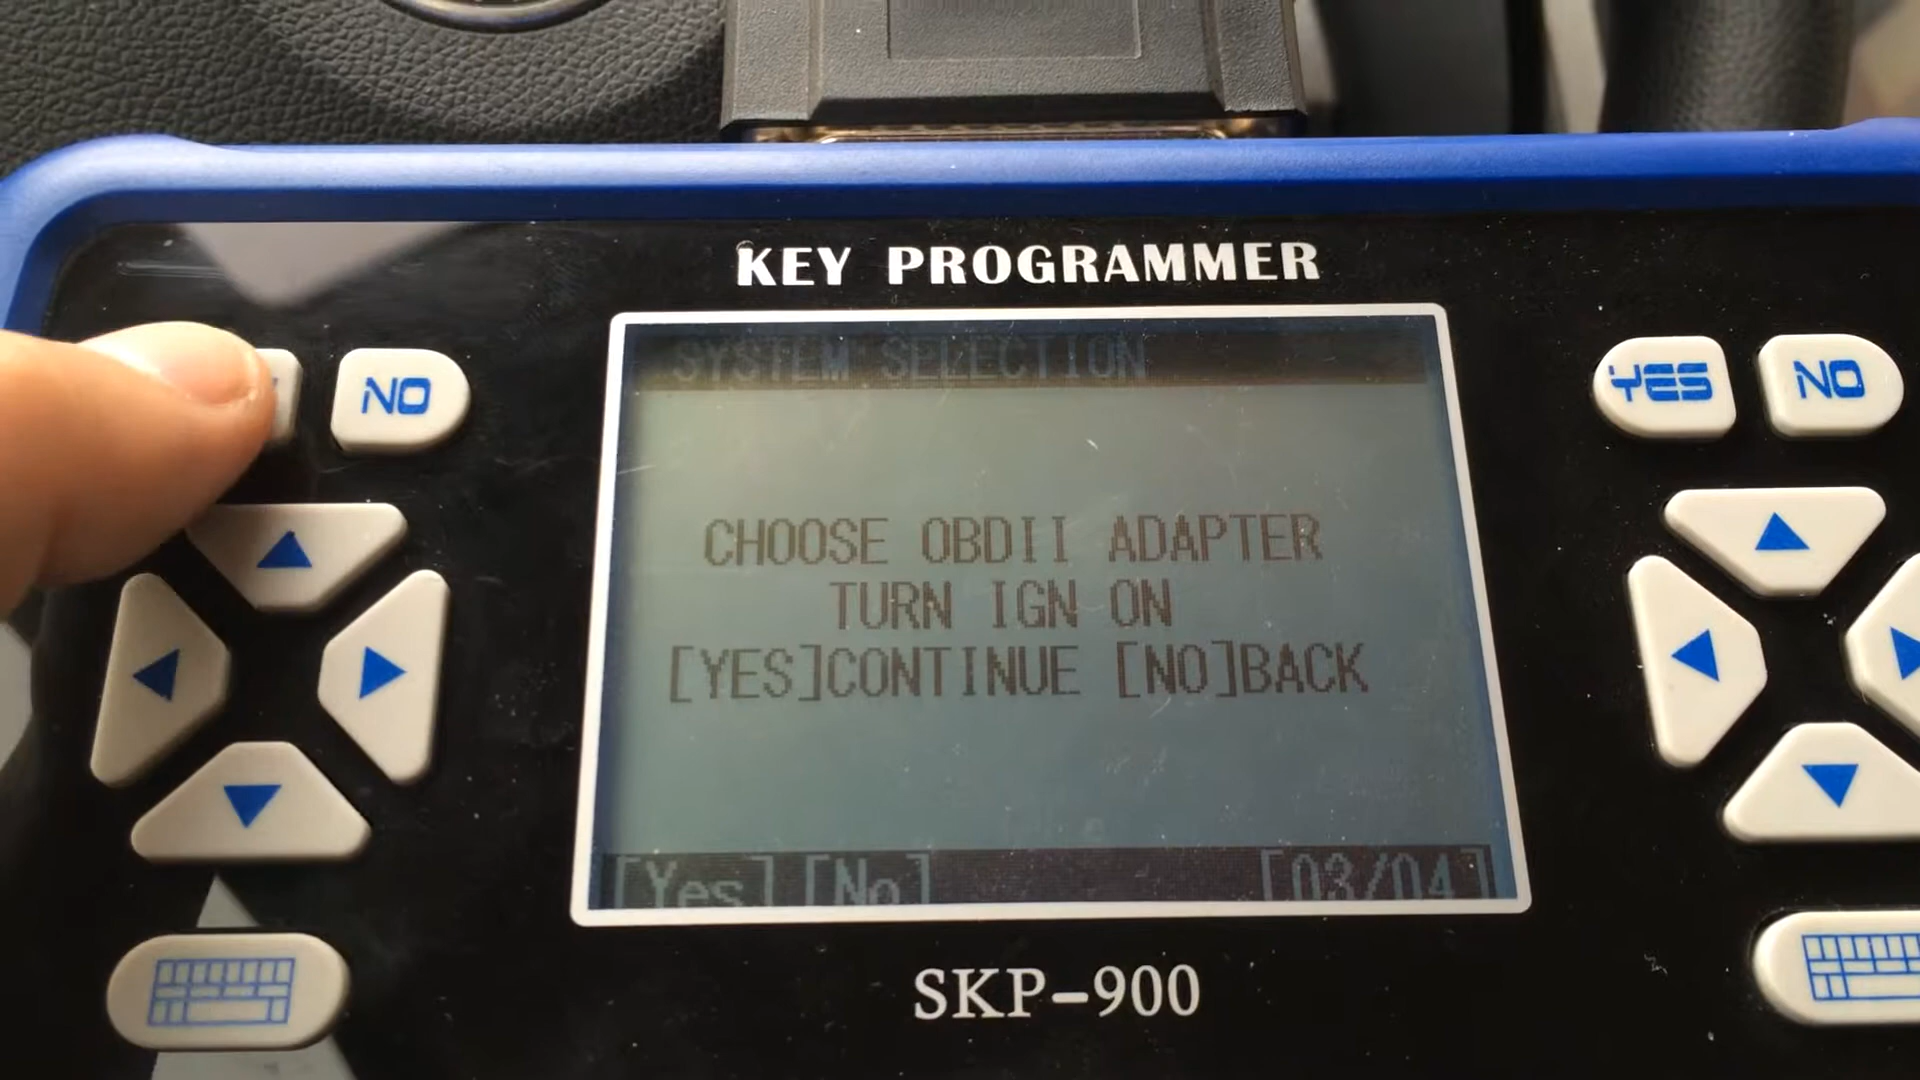 KEY PROGRAMMER
NO
YES
NO
SYSTEM SELECTION
CHOOSE OBDII ADAPTER
TURN IGN ON
[YES]CONTINUE [NO]BACK
[Yes] [No] [03/04]
SKP-900